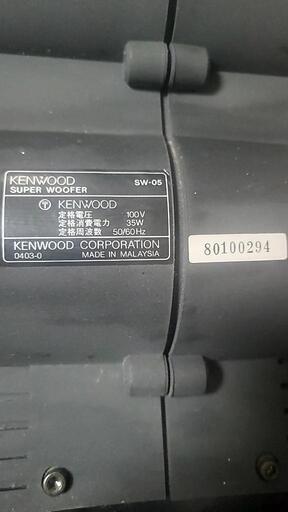 KENWOOD
SUPER WOOFER SW-05
KENWOOD
定格電圧 100V
定格消費電力 35W
定格周波数 50/60Hz
KENWOOD CORPORATION
D403-0 MADE IN MALAYSIA
80100294